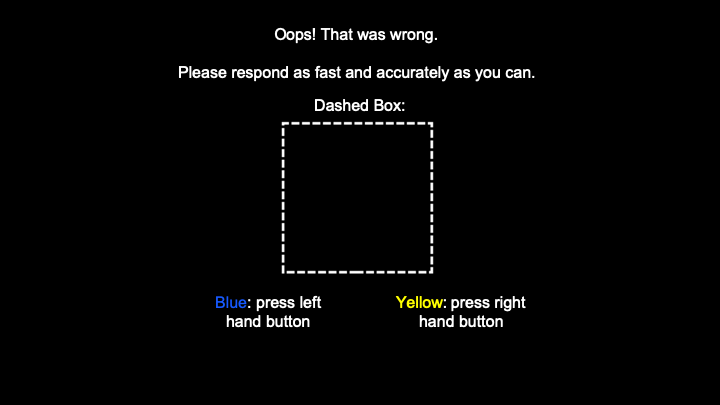 Oops! That was wrong.
Please respond as fast and accurately as you can.
Dashed Box:
Blue: press left
hand button
Yellow: press right
hand button